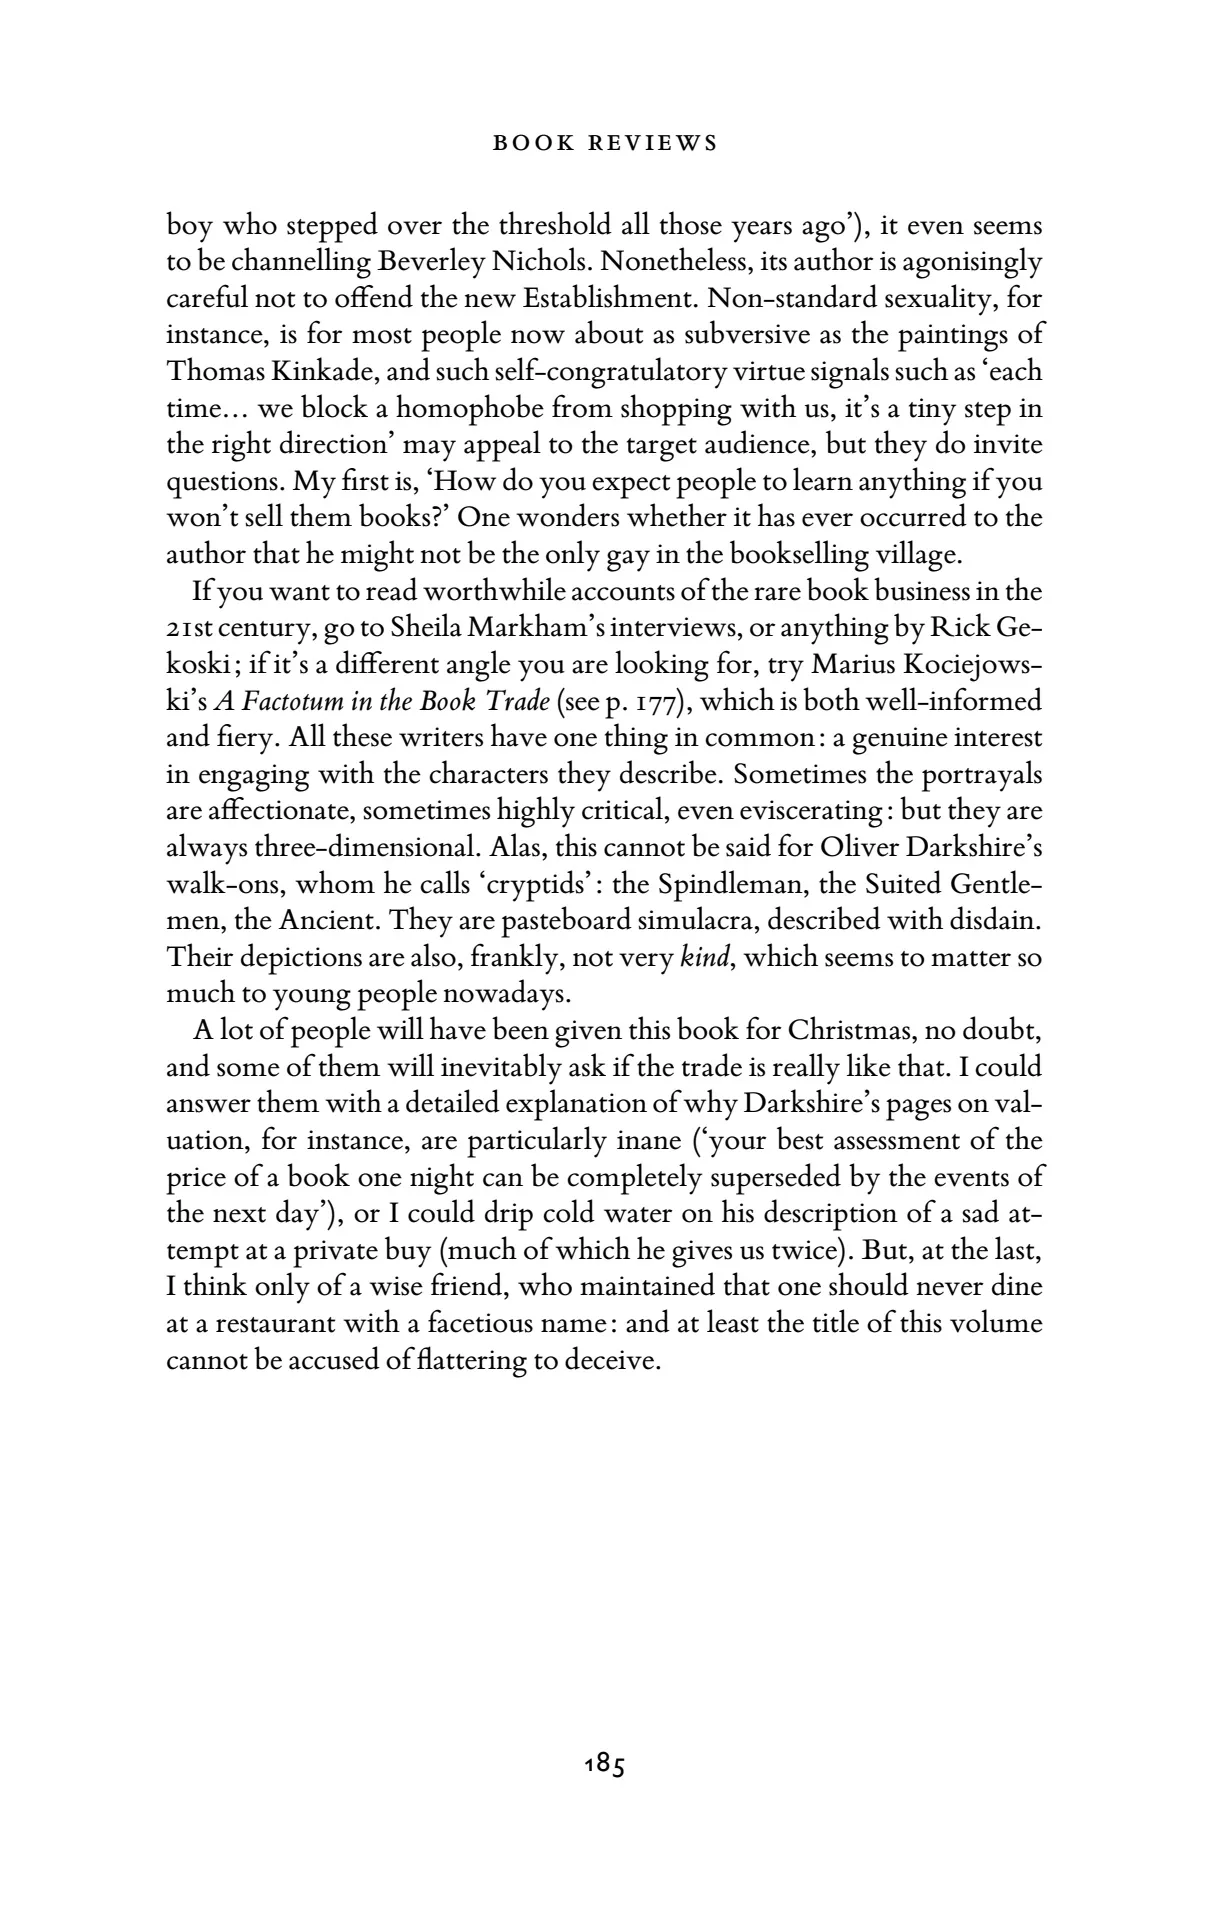 BOOK REVIEWS
boy who stepped over the threshold all those years ago’), it even seems
to be channelling Beverley Nichols. Nonetheless, its author is agonisingly
careful not to offend the new Establishment. Non-standard sexuality, for
instance, is for most people now about as subversive as the paintings of
Thomas Kinkade, and such self-congratulatory virtue signals such as ‘each
time… we block a homophobe from shopping with us, it’s a tiny step in
the right direction’ may appeal to the target audience, but they do invite
questions. My first is, ‘How do you expect people to learn anything if you
won’t sell them books?’ One wonders whether it has ever occurred to the
author that he might not be the only gay in the bookselling village.
If you want to read worthwhile accounts of the rare book business in the
21st century, go to Sheila Markham’s interviews, or anything by Rick Ge-
koski; if it’s a different angle you are looking for, try Marius Kociejows-
ki’s A Factotum in the Book Trade (see p. 177), which is both well-informed
and fiery. All these writers have one thing in common: a genuine interest
in engaging with the characters they describe. Sometimes the portrayals
are affectionate, sometimes highly critical, even eviscerating: but they are
always three-dimensional. Alas, this cannot be said for Oliver Darkshire’s
walk-ons, whom he calls ‘cryptids’: the Spindleman, the Suited Gentle-
men, the Ancient. They are pasteboard simulacra, described with disdain.
Their depictions are also, frankly, not very kind, which seems to matter so
much to young people nowadays.
A lot of people will have been given this book for Christmas, no doubt,
and some of them will inevitably ask if the trade is really like that. I could
answer them with a detailed explanation of why Darkshire’s pages on val-
uation, for instance, are particularly inane (‘your best assessment of the
price of a book one night can be completely superseded by the events of
the next day’), or I could drip cold water on his description of a sad at-
tempt at a private buy (much of which he gives us twice). But, at the last,
I think only of a wise friend, who maintained that one should never dine
at a restaurant with a facetious name: and at least the title of this volume
cannot be accused of flattering to deceive.
185